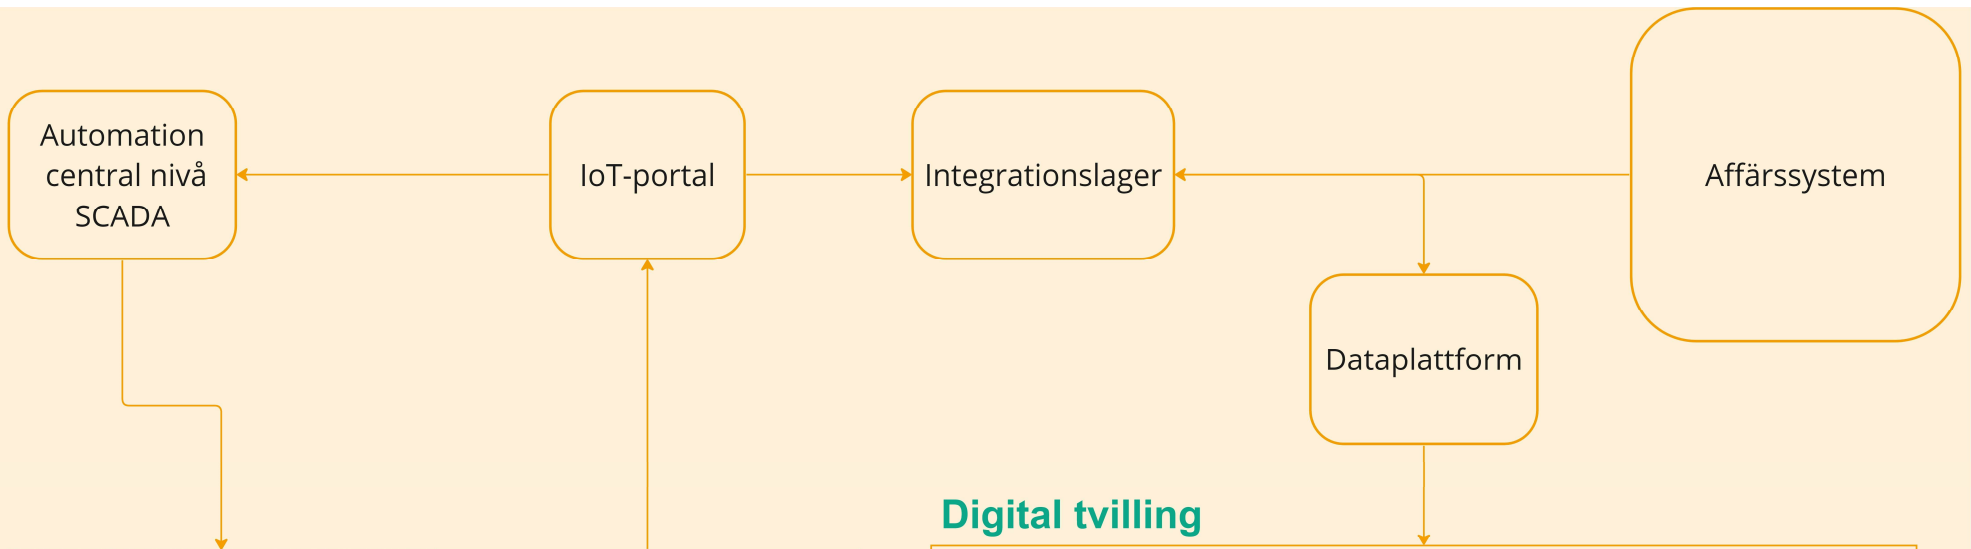 Automation
central nivå
SCADA
IoT-portal
Integrationslager
Affärssystem
Dataplattform
Digital tvilling